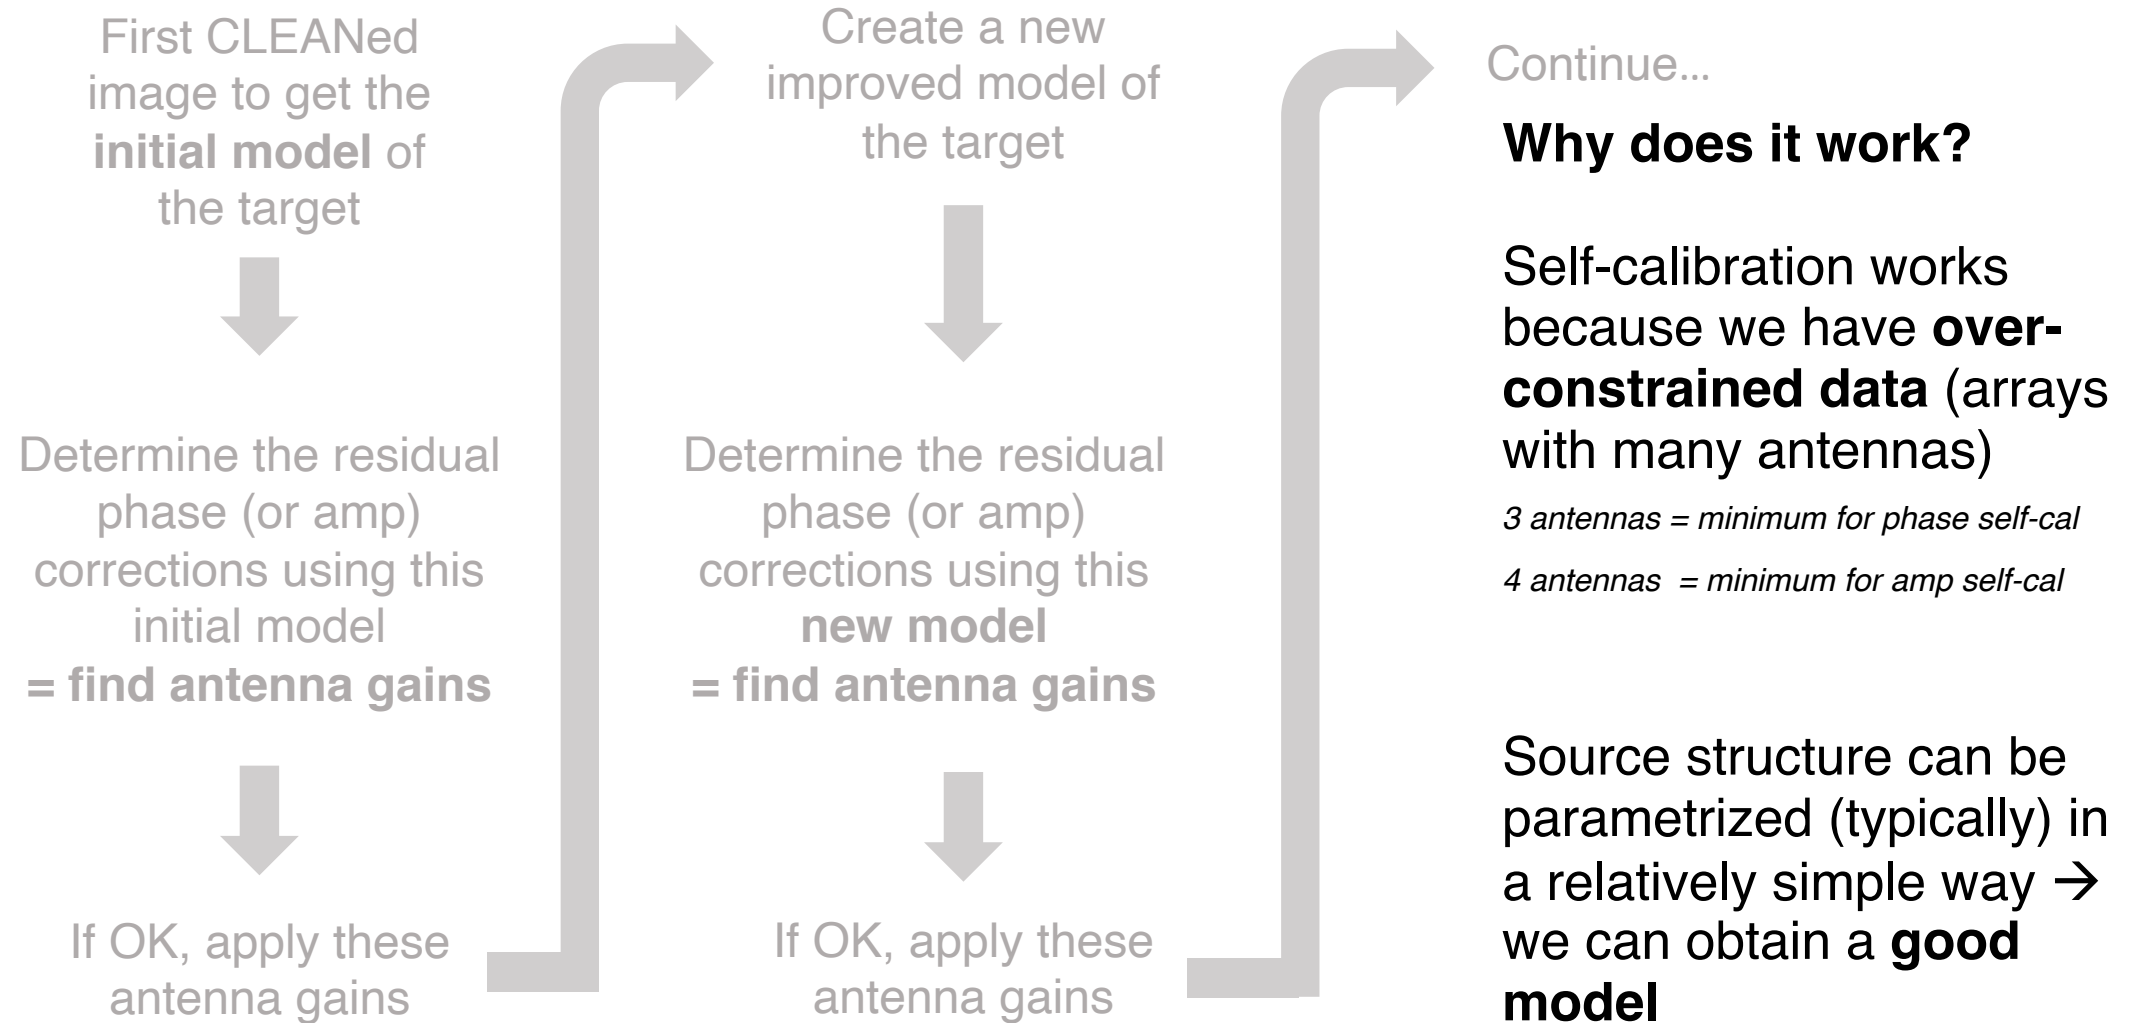 First CLEANed
image to get the
initial model of
the target
Determine the residual
phase (or amp)
corrections using this
initial model
= find antenna gains
If OK, apply these
antenna gains
Create a new
improved model of
the target
Determine the residual
phase (or amp)
corrections using this
new model
= find antenna gains
If OK, apply these
antenna gains
Continue...
Why does it work?
Self-calibration works
because we have over-
constrained data (arrays
with many antennas)
3 antennas = minimum for phase self-cal
4 antennas  = minimum for amp self-cal
Source structure can be
parametrized (typically) in
a relatively simple way →
we can obtain a good
model